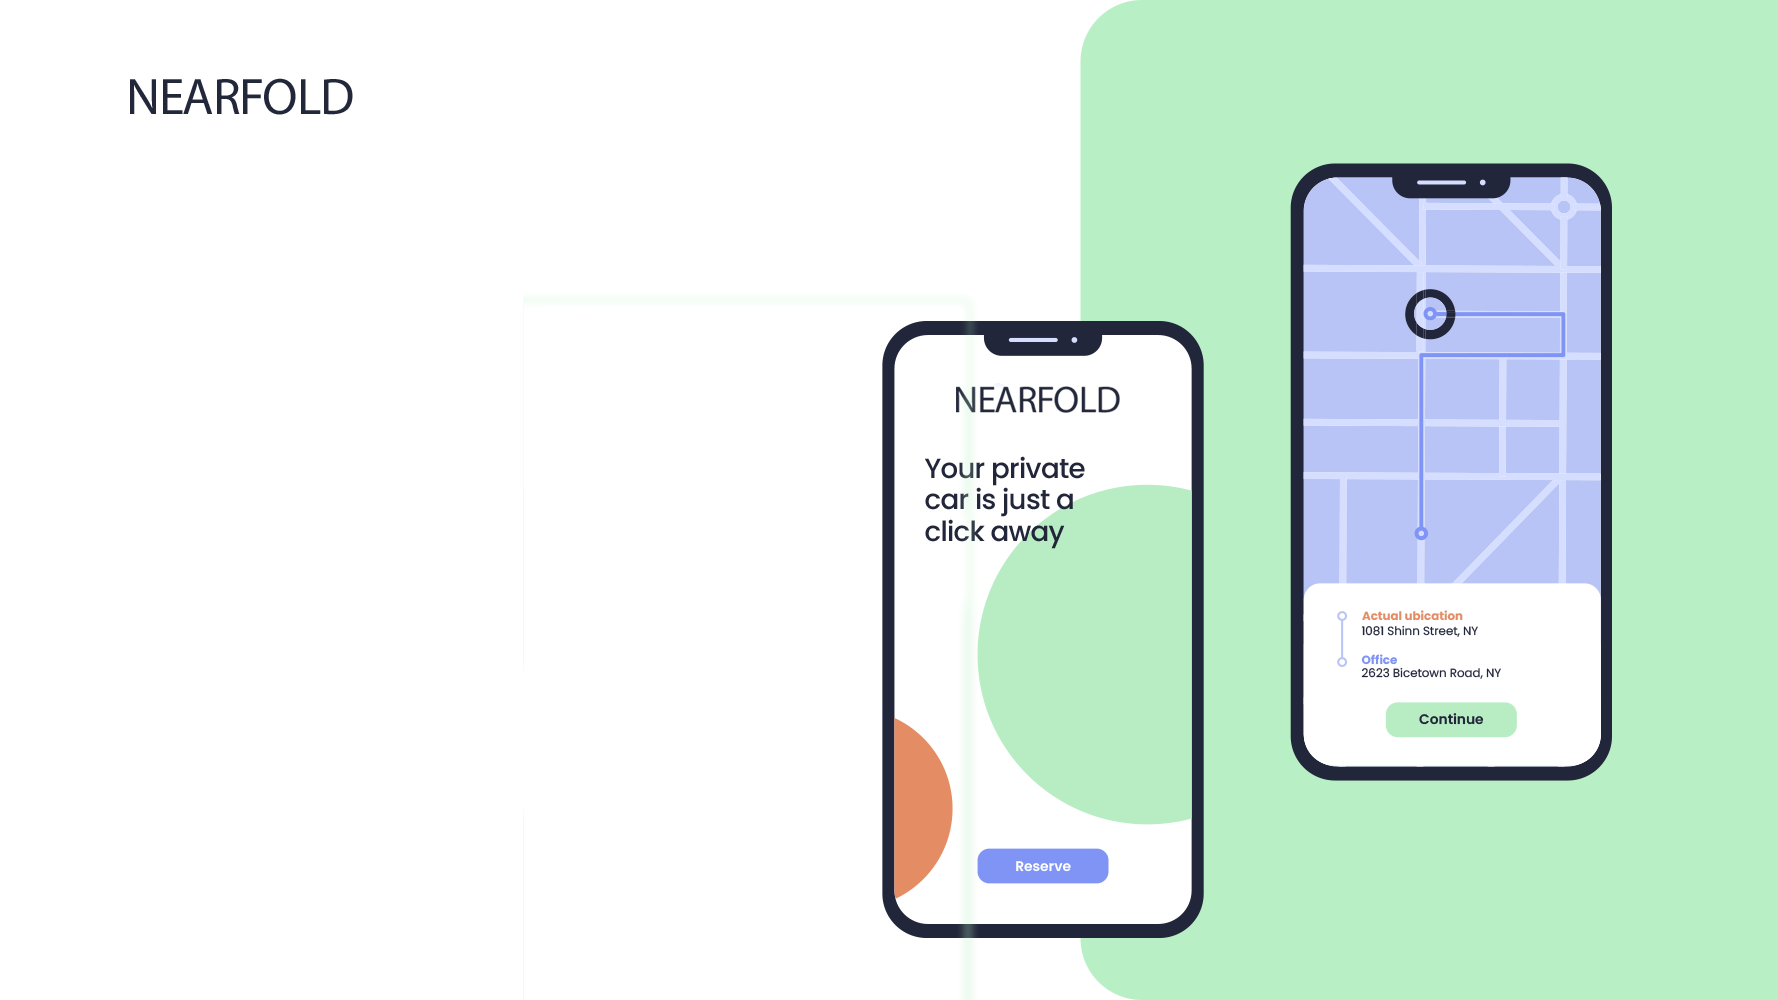 NEARFOLD
NEARFOLD
Your private
car is just a
click away
Reserve
Actual ubication
1081 Shinn Street, NY
Office
2623 Bicetown Road, NY
Continue